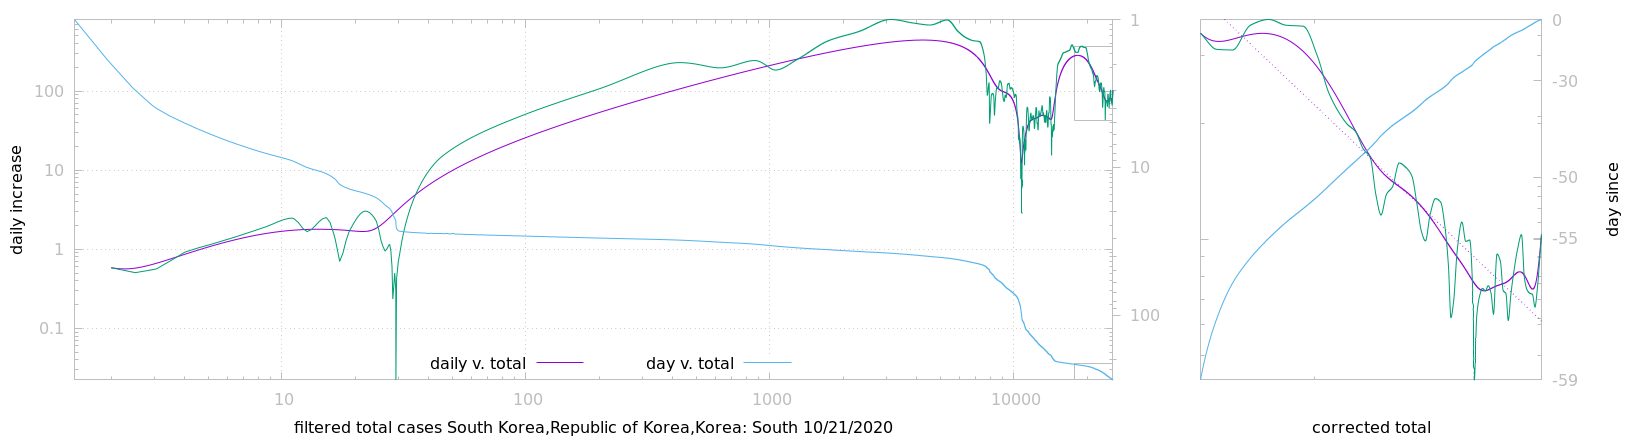 1
0
100
-30
10
10
-50
1
-55
100
0.1
daily v. total
day v. total
-59
10
100
1000
10000
daily increase
day since
filtered total cases South Korea,Republic of Korea,Korea: South 10/21/2020
corrected total